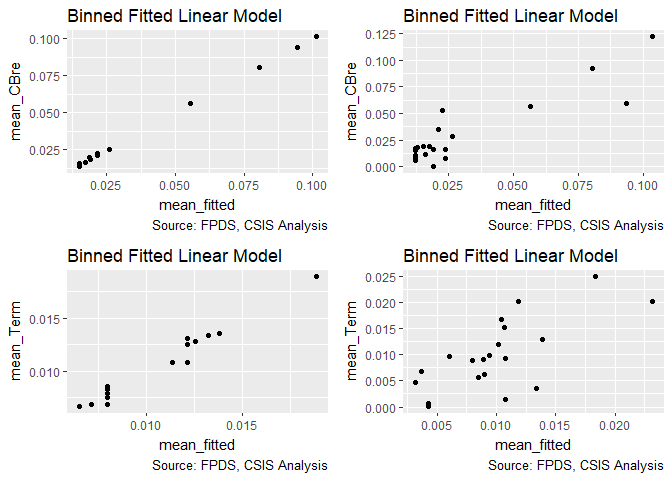 Binned Fitted Linear Model
mean_CBre
0.100
0.075
0.050
0.025
0.025
0.050
0.075
0.100
mean_fitted
Source: FPDS, CSIS Analysis
Binned Fitted Linear Model
mean_CBre
0.125
0.100
0.075
0.050
0.025
0.000
0.025
0.050
0.075
0.100
mean_fitted
Source: FPDS, CSIS Analysis
Binned Fitted Linear Model
mean_Term
0.015
0.010
0.010
0.015
mean_fitted
Source: FPDS, CSIS Analysis
Binned Fitted Linear Model
mean_Term
0.025
0.020
0.015
0.010
0.005
0.000
0.005
0.010
0.015
0.020
mean_fitted
Source: FPDS, CSIS Analysis